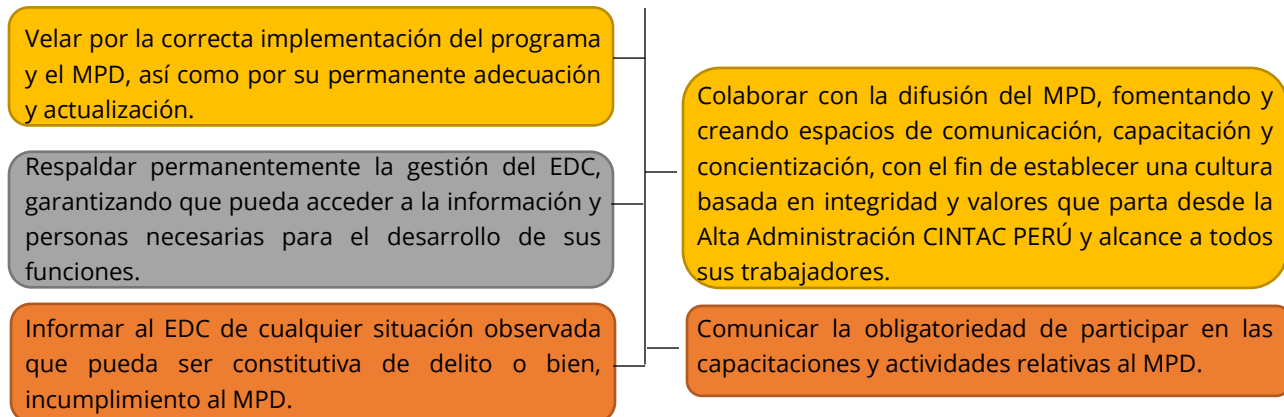 Velar por la correcta implementación del programa
y el MPD, así como por su permanente adecuación
y actualización.
Respaldar permanentemente la gestión del EDC,
garantizando que pueda acceder a la información y
personas necesarias para el desarrollo de sus
funciones.
Informar al EDC de cualquier situación observada
que pueda ser constitutiva de delito o bien,
incumplimiento al MPD.
Colaborar con la difusión del MPD, fomentando y
creando espacios de comunicación, capacitación y
concientización, con el fin de establecer una cultura
basada en integridad y valores que parta desde la
Alta Administración CINTAC PERÚ y alcance a todos
sus trabajadores.
Comunicar la obligatoriedad de participar en las
capacitaciones y actividades relativas al MPD.